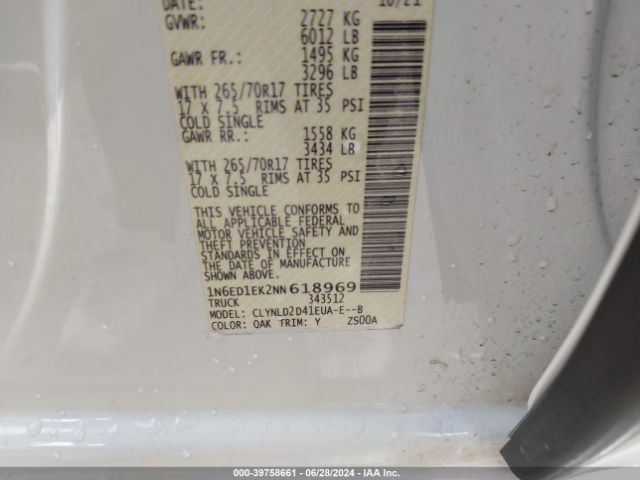 DATE: 10/21
GVWR: 2727 KG
6012 LB
GAWR FR.: 1495 KG
3296 LB
WITH 265/70R17 TIRES
17 X 7.5 RIMS AT 35 PSI
COLD SINGLE
GAWR RR.: 1558 KG
3434 LB
WITH 265/70R17 TIRES
17 X 7.5 RIMS AT 35 PSI
COLD SINGLE
THIS VEHICLE CONFORMS TO
ALL APPLICABLE FEDERAL
MOTOR VEHICLE SAFETY AND
THEFT PREVENTION
STANDARDS IN EFFECT ON
THE DATE OF MANUFACTURE
SHOWN ABOVE.
1N6ED1EK2NN618969
TRUCK 343512
MODEL: CLYNLD2D41EUA-E--B
COLOR: OAK TRIM: Y ZS00A
000-39758661 - 06/28/2024 - IAA Inc.